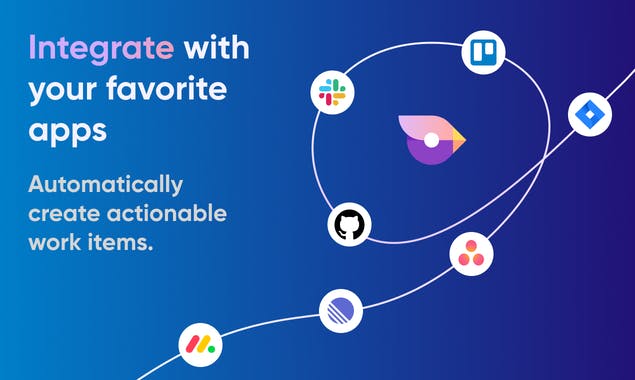 Integrate with
your favorite
apps
Automatically
create actionable
work items.